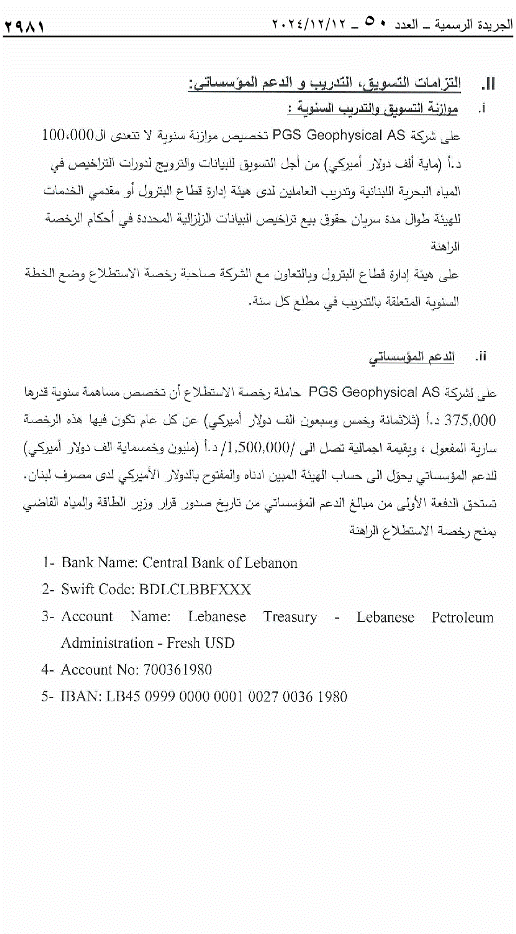 الجريدة الرسمية ــ العدد ٥٠ ــ ٢٠٢٤/١٢/١٢ ٢٩٨١
II. التزامات التسويق، التدريب و الدعم المؤسساتي:
i. موازنة التسويق والتدريب السنوية :
على شركة PGS Geophysical AS تخصيص موازنة سنوية لا تتعدى ال100،000
د.أ (ماية ألف دولار أميركي) من أجل التسويق للبيانات والترويج لدورات التراخيص في
المياه البحرية اللبنانية وتدريب العاملين لدى هيئة إدارة قطاع البترول أو مقدمي الخدمات
للهيئة طوال مدة سريان حقوق بيع تراخيص البيانات الزلزالية المحددة في أحكام الرخصة
الراهنة
على هيئة إدارة قطاع البترول وبالتعاون مع الشركة صاحبة رخصة الاستطلاع وضع الخطة
السنوية المتعلقة بالتدريب في مطلع كل سنة.
ii. الدعم المؤسساتي
على لشركة PGS Geophysical AS حاملة رخصة الاستطلاع أن تخصص مساهمة سنوية قدرها
375,000 د.أ (ثلاثمائة وخمس وسبعون الف دولار أميركي) عن كل عام تكون فيها هذه الرخصة
سارية المفعول ، وبقيمة اجمالية تصل الى /1,500,000/ د.أ (مليون وخمسماية الف دولار أميركي)
للدعم المؤسساتي يحوّل الى حساب الهيئة المبين ادناه والمفتوح بالدولار الأميركي لدى مصرف لبنان.
تستحق الدفعة الأولى من مبالغ الدعم المؤسساتي من تاريخ صدور قرار وزير الطاقة والمياه القاضي
بمنح رخصة الاستطلاع الراهنة
1- Bank Name: Central Bank of Lebanon
2- Swift Code: BDLCLBBFXXX
3- Account Name: Lebanese Treasury - Lebanese Petroleum
Administration - Fresh USD
4- Account No: 700361980
5- IBAN: LB45 0999 0000 0001 0027 0036 1980